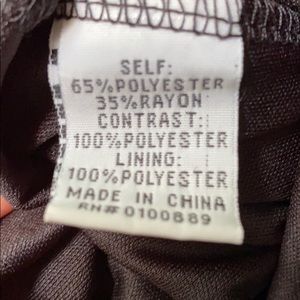 SELF:
65%POLYESTER
35%RAYON
CONTRAST:
100%POLYESTER
LINING:
100%POLYESTER
MADE IN CHINA
RN# 0100889